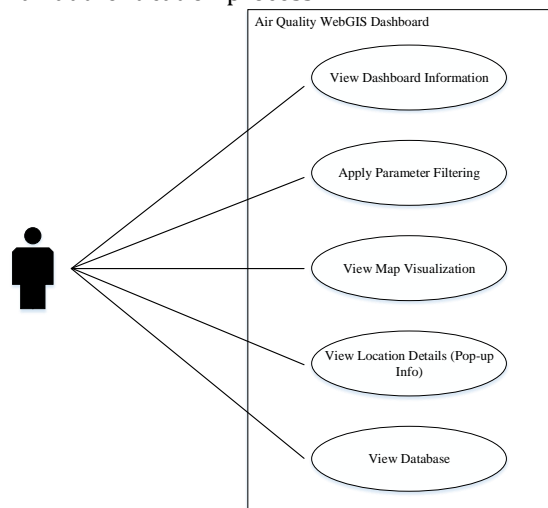 Air Quality WebGIS Dashboard
View Dashboard Information
Apply Parameter Filtering
View Map Visualization
View Location Details (Pop-up
Info)
View Database